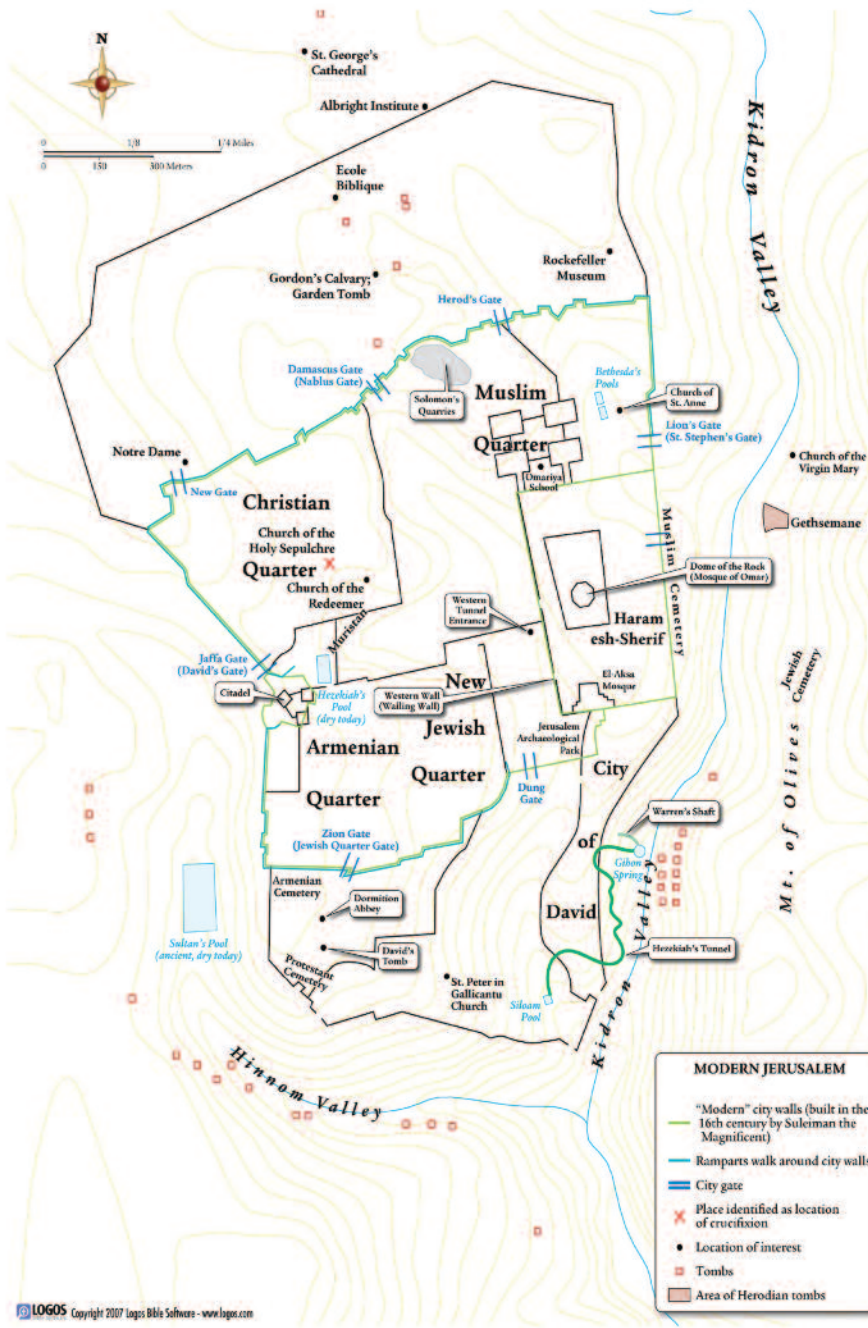 N
St. George's
Cathedral
Albright Institute
0 1/8 1/4 Miles
0 150 300 Meters
Ecole
Biblique
Kidron Valley
Rockefeller
Museum
Gordon's Calvary;
Garden Tomb
Herod's Gate
Damascus Gate
(Nablus Gate)
Solomon's
Quarries
Muslim
Quarter
Bethesda's
Pools
Church of
St. Anne
Lion's Gate
(St. Stephen's Gate)
Omariya
School
Notre Dame
New Gate
Church of the
Virgin Mary
Christian
Quarter
Church of the
Holy Sepulchre
Church of the
Redeemer
Gethsemane
Muslim Cemetery
Dome of the Rock
(Mosque of Omar)
Western
Tunnel
Entrance
Haram
esh-Sherif
Muristan
Jaffa Gate
(David's Gate)
Citadel
Hezekiah's
Pool
(dry today)
New
Jewish
Quarter
Western Wall
(Wailing Wall)
El-Aksa
Mosque
Jewish
Cemetery
Mt. of Olives
Armenian
Quarter
Jerusalem
Archaeological
Park
Dung
Gate
City
of
David
Zion Gate
(Jewish Quarter Gate)
Warren's Shaft
Gihon
Spring
Armenian
Cemetery
Dormition
Abbey
David's
Tomb
Sultan's Pool
(ancient, dry today)
Protestant
Cemetery
St. Peter in
Gallicantu
Church
Hezekiah's Tunnel
Siloam
Pool
Kidron Valley
Hinnom Valley
MODERN JERUSALEM
"Modern" city walls (built in the
16th century by Suleiman the
Magnificent)
Ramparts walk around city walls
City gate
Place identified as location
of crucifixion
Location of interest
Tombs
Area of Herodian tombs
LOGOS Copyright 2007 Logos Bible Software - www.logos.com